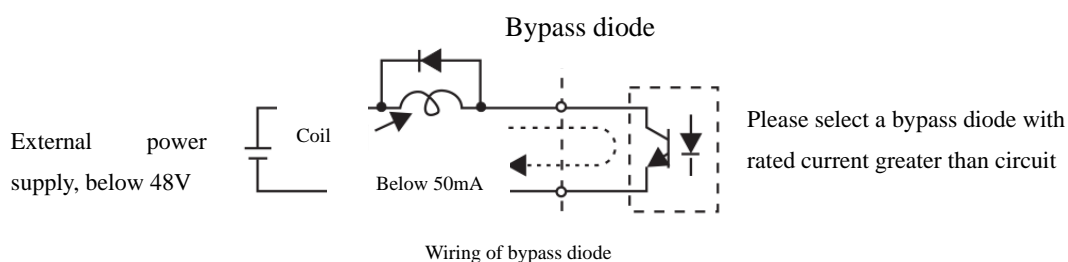 Bypass diode
External power
supply, below 48V
Coil
Below 50mA
Please select a bypass diode with
rated current greater than circuit
Wiring of bypass diode